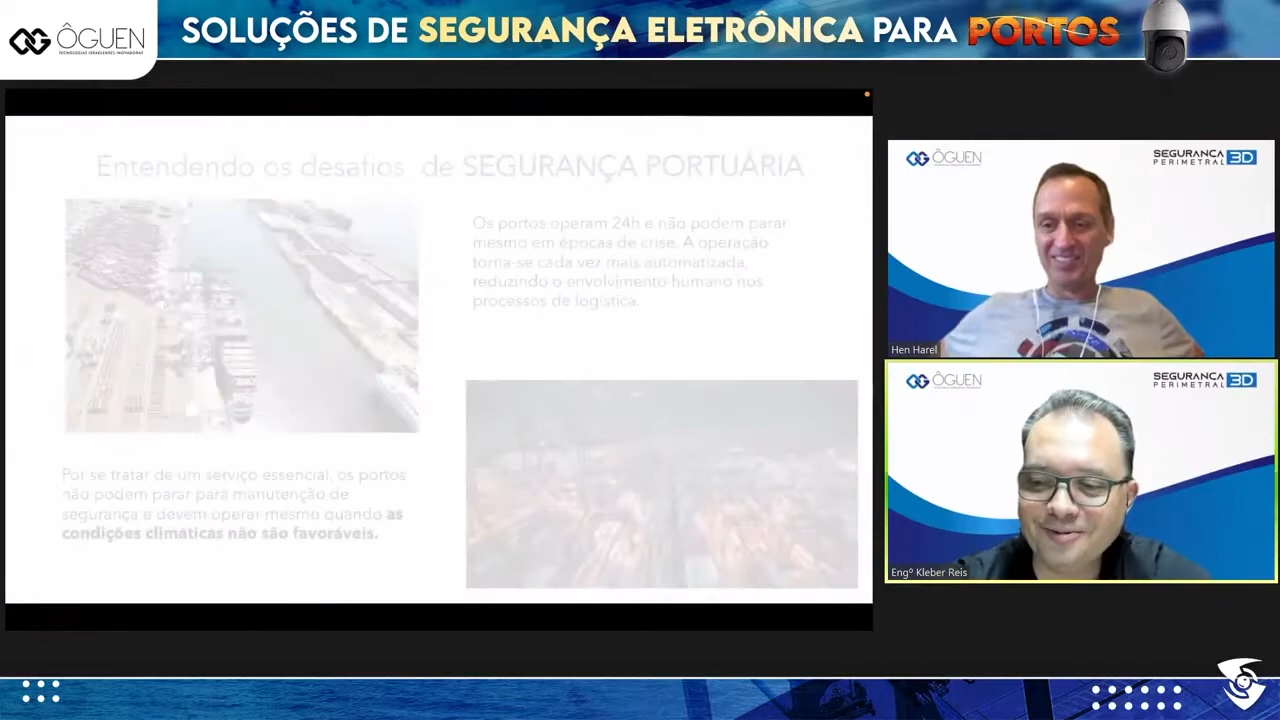 ÔGUEN
TECNOLOGIAS ISRAELENSES INOVADORAS
SOLUÇÕES DE SEGURANÇA ELETRÔNICA PARA PORTOS
Entendendo os desafios de SEGURANÇA PORTUÁRIA
Os portos operam 24h e não podem parar
mesmo em épocas de crise. A operação
torna-se cada vez mais automatizada,
reduzindo o envolvimento humano nos
processos de logística.
Por se tratar de um serviço essencial, os portos
não podem parar para manutenção de
segurança e devem operar mesmo quando as
condições climáticas não são favoráveis.
ÔGUEN
SEGURANÇA
PERIMETRAL 3D
Hen Harel
ÔGUEN
SEGURANÇA
PERIMETRAL 3D
Engº Kleber Reis